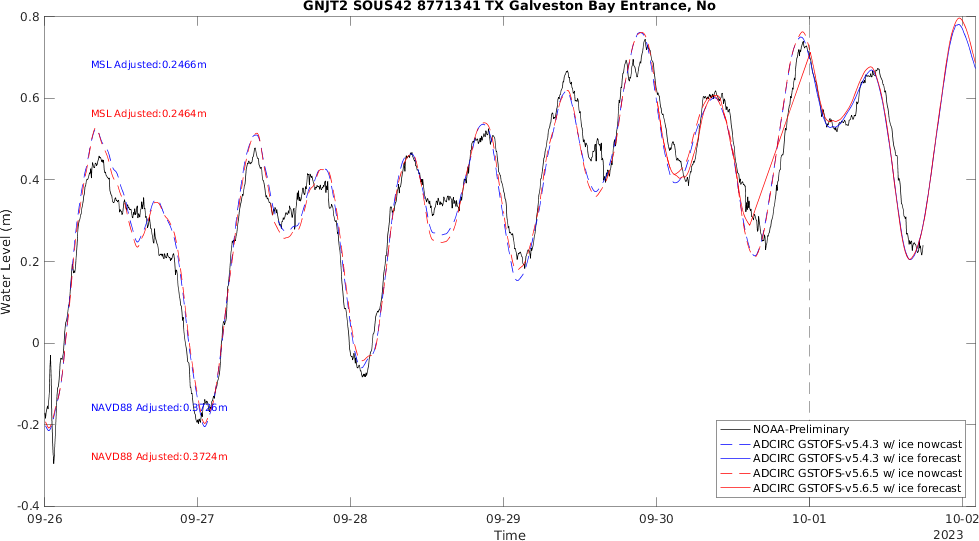 GNJT2 SOUS42 8771341 TX Galveston Bay Entrance, No
0.8
0.6
0.4
0.2
0
-0.2
-0.4
Water Level (m)
MSL Adjusted:0.2466m
MSL Adjusted:0.2464m
NAVD88 Adjusted:0.3726m
NAVD88 Adjusted:0.3724m
NOAA-Preliminary
ADCIRC GSTOFS-v5.4.3 w/ ice nowcast
ADCIRC GSTOFS-v5.4.3 w/ ice forecast
ADCIRC GSTOFS-v5.6.5 w/ ice nowcast
ADCIRC GSTOFS-v5.6.5 w/ ice forecast
09-26 09-27 09-28 09-29 09-30 10-01 10-02
Time
2023